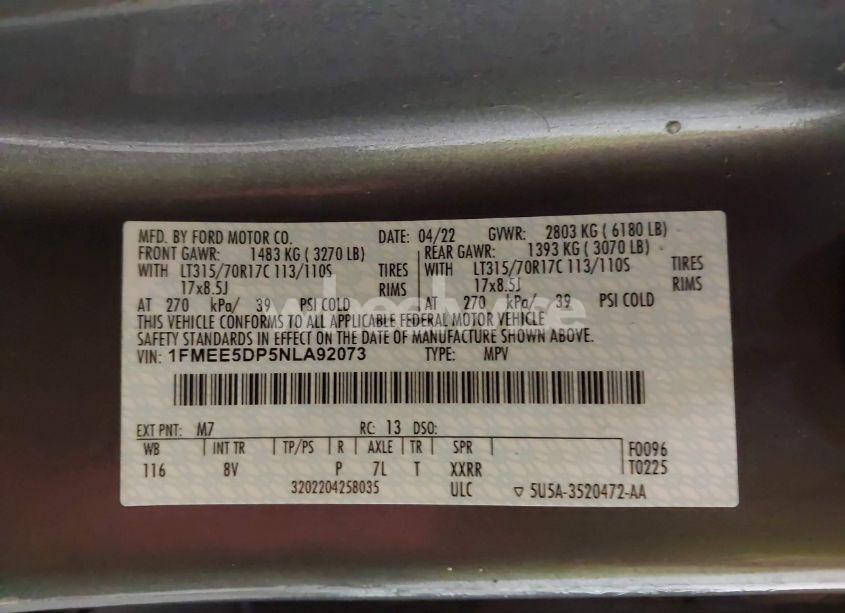 MFD. BY FORD MOTOR CO. DATE: 04/22 GVWR: 2803 KG ( 6180 LB)
FRONT GAWR: 1483 KG ( 3270 LB) REAR GAWR: 1393 KG ( 3070 LB)
WITH LT315/70R17C 113/110S TIRES WITH LT315/70R17C 113/110S TIRES
17x8.5J RIMS 17x8.5J RIMS
AT 270 kPa/ 39 PSI COLD AT 270 kPa/ 39 PSI COLD
THIS VEHICLE CONFORMS TO ALL APPLICABLE FEDERAL MOTOR VEHICLE
SAFETY STANDARDS IN EFFECT ON THE DATE OF MANUFACTURE SHOWN ABOVE.
VIN: 1FMEE5DP5NLA92073 TYPE: MPV
EXT PNT: M7 RC: 13 DSO:
WB INT TR TP/PS R AXLE TR SPR F0096
116 8V P 7L T XXRR T0225
3202204258035 ULC ▽ 5U5A-3520472-AA